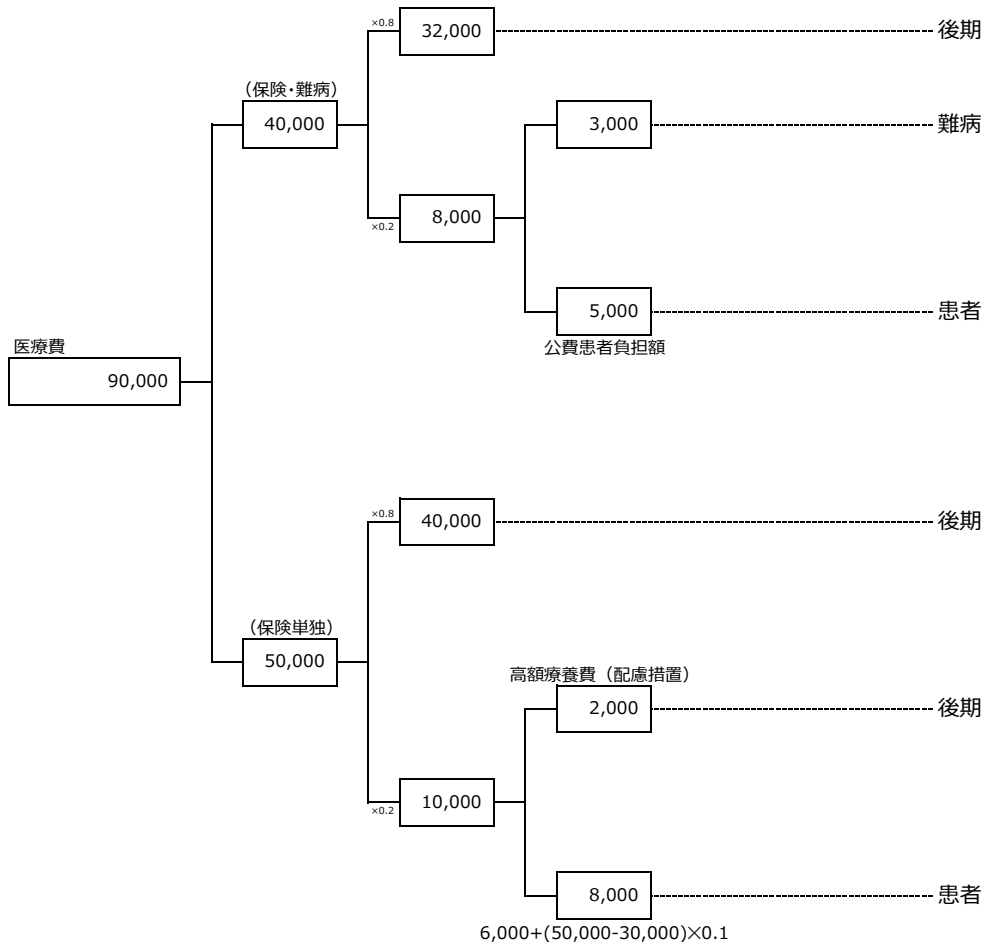 ×0.8
32,000
後期
（保険・難病）
40,000
3,000
難病
8,000
×0.2
5,000
患者
公費患者負担額
医療費
90,000
×0.8
40,000
後期
（保険単独）
50,000
高額療養費（配慮措置）
2,000
後期
10,000
×0.2
8,000
患者
6,000+(50,000-30,000)×0.1